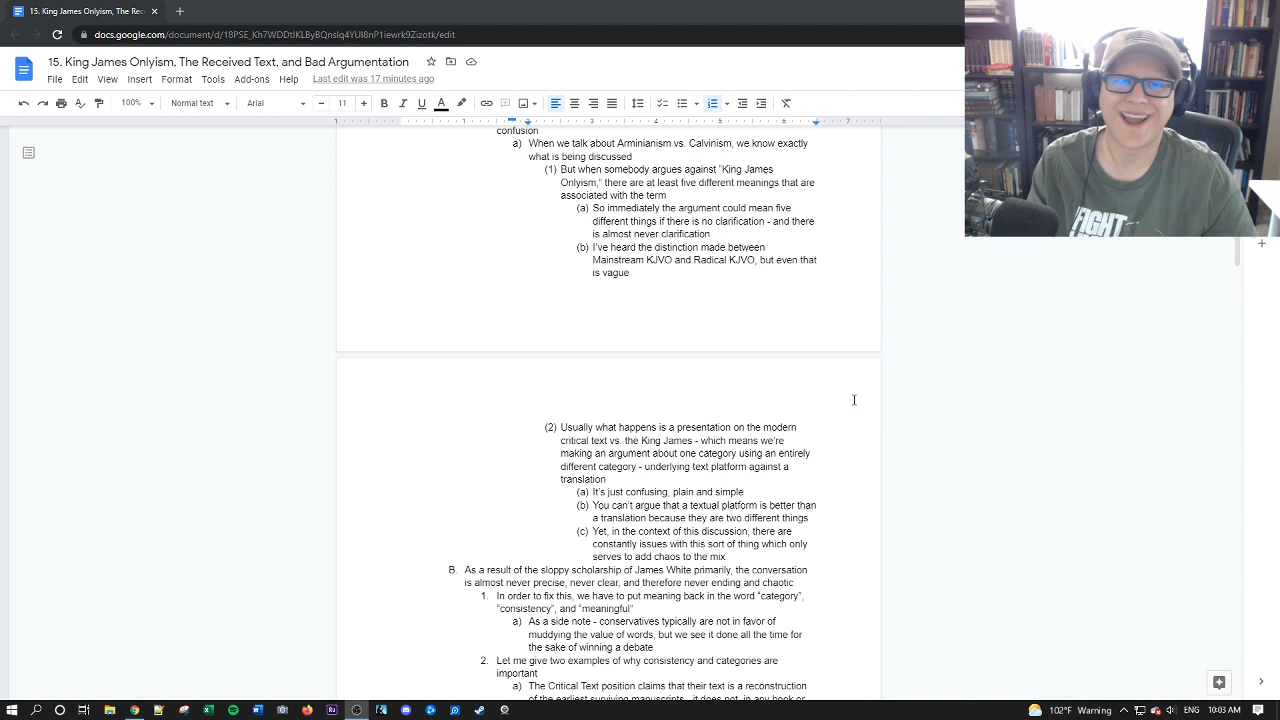 15. King James Onlyism, The Rec
docs.google.com
15. King James Onlyism, The Received Text, and Bad Argumentation
File Edit View Insert Format Tools Add-ons Help Last edit was 17 minutes ago
100% Normal text Arial 11
confusion
a) When we talk about Arminianism vs. Calvinism, we know exactly
what is being discussed
(1) But when somebody argues against "King James
Onlyism," there are at least five different meanings that are
associated with the term
(a) So immediately the argument could mean five
different things if there is no clarification - and there
is almost never clarification
(b) I've heard the distinction made between
Mainstream KJVO and Radical KJVO, but even that
is vague
(2) Usually what happens is a presentation on the modern
critical text vs. the King James - which means we're
making an argument about one category using an entirely
different category - underlying text platform against a
translation
(a) It's just confusing, plain and simple
(b) You can't argue that a textual platform is better than
a translation because they are two different things
(c) Yet, in the context of this discussion, there are
constantly issues with this sort of thing which only
serves to add chaos to the mix
B. As a result of the sloppy scholarship of James White primarily, the conversation
is almost never precise, never clear, and therefore never ending and chaotic
1. In order to fix this, we have to put meaning back in the word "category",
"consistency", and "meaningful"
a) As a side note - conservatives typically are not in favor of
muddying the value of words, but we see it done all the time for
the sake of winning a debate
2. Let me give two examples of why consistency and categories are
important
a) The Critical Text position claims that their text is a reconstruction
of the earliest surviving manuscripts - it does not, in any book or
FIGHT
102°F Warning ENG 10:03 AM